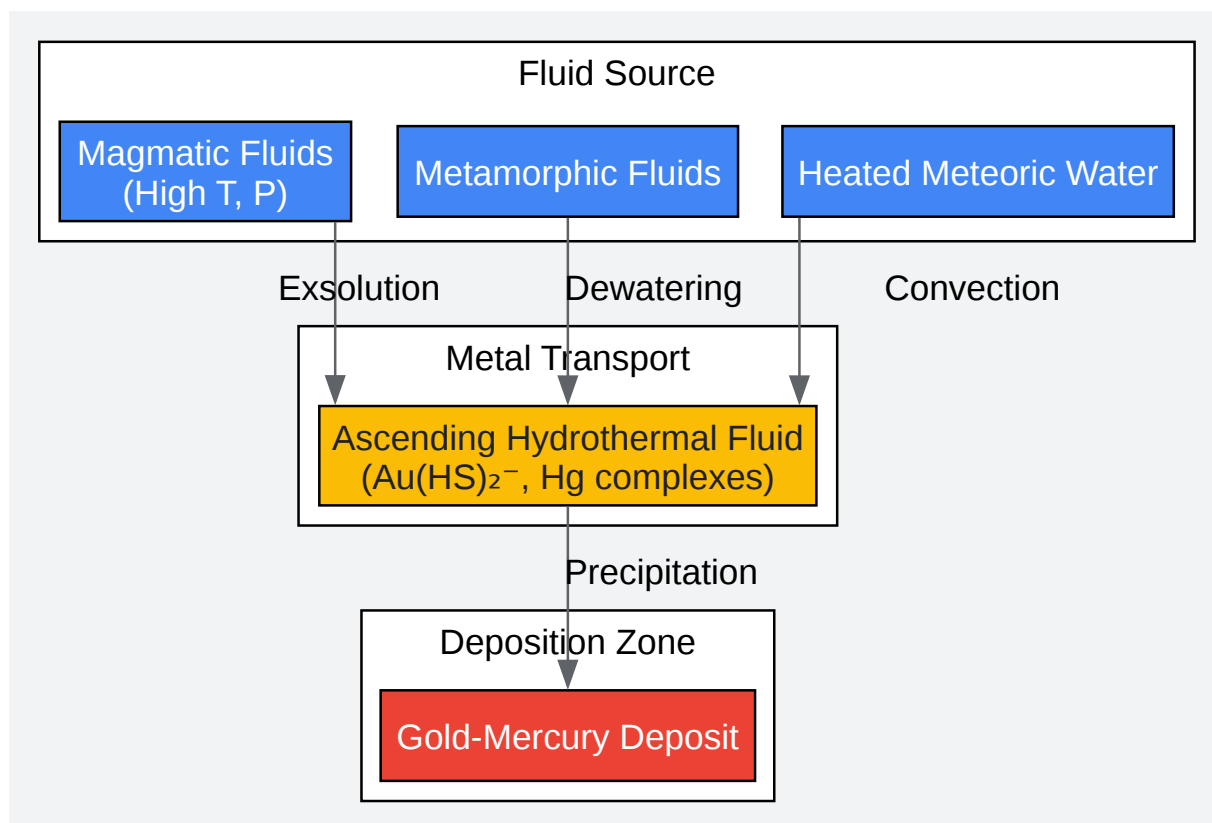 Fluid Source
Magmatic Fluids
(High T, P)
Metamorphic Fluids
Heated Meteoric Water
Exsolution
Dewatering
Convection
Metal Transport
Ascending Hydrothermal Fluid
(Au(HS)₂⁻, Hg complexes)
Precipitation
Deposition Zone
Gold-Mercury Deposit